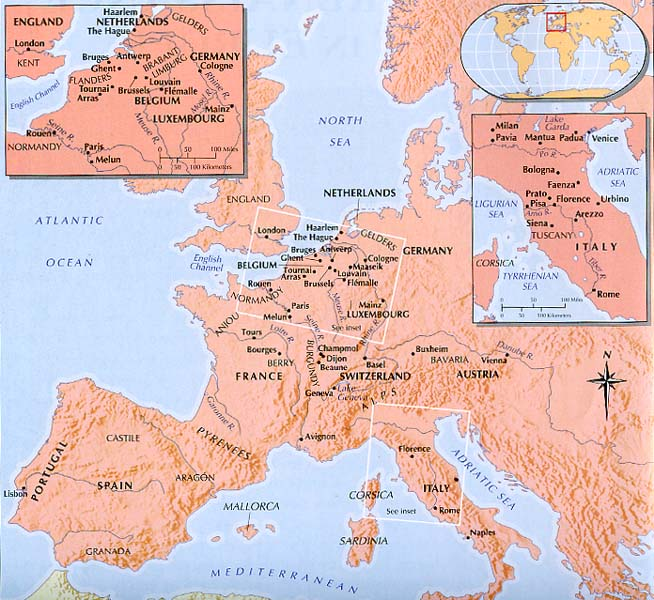 Haarlem
ENGLAND
NETHERLANDS
GELDERS
The Hague
London
KENT
Bruges
Antwerp
BRABANT
GERMANY
Ghent
LIMBURG
Cologne
FLANDERS
Louvain
Rhine R.
English Channel
Tournai
Brussels
Flémalle
Arras
BELGIUM
Mosel R.
Mainz
Meuse R.
LUXEMBOURG
Rouen
Seine R.
NORMANDY
Paris
Melun
0 50 100 Miles
0 50 100 Kilometers
Milan
Lake
Garda
Pavia
Mantua
Padua
Venice
Po R.
Bologna
ADRIATIC
SEA
Faenza
LIGURIAN
SEA
Prato
Pisa
Florence
Urbino
Arno R.
Arezzo
Siena
TUSCANY
ITALY
CORSICA
TYRRHENIAN
SEA
Tiber R.
Rome
0 50 100 Miles
0 50 100 Kilometers
NORTH
SEA
ATLANTIC
OCEAN
ENGLAND
NETHERLANDS
London
Haarlem
The Hague
GELDERS
GERMANY
English
Channel
Bruges
Antwerp
Ghent
Cologne
BELGIUM
Maaseik
Tournai
Louvain
Arras
Brussels
Flémalle
Rouen
NORMANDY
Meuse R.
Mainz
Paris
LUXEMBOURG
Melun
Seine R.
See inset
Rhine R.
ANJOU
Tours
Loire R.
Bourges
BERRY
BURGUNDY
Champmol
Dijon
Beaune
Basel
Buxheim
BAVARIA
Vienna
Danube R.
FRANCE
SWITZERLAND
AUSTRIA
Geneva
Lake
Geneva
ALPS
N
Garonne R.
PYRENEES
Avignon
CASTILE
ARAGÓN
PORTUGAL
Lisbon
SPAIN
GRANADA
MALLORCA
CORSICA
SARDINIA
Florence
ADRIATIC SEA
ITALY
See inset
Rome
Naples
MEDITERRANEAN